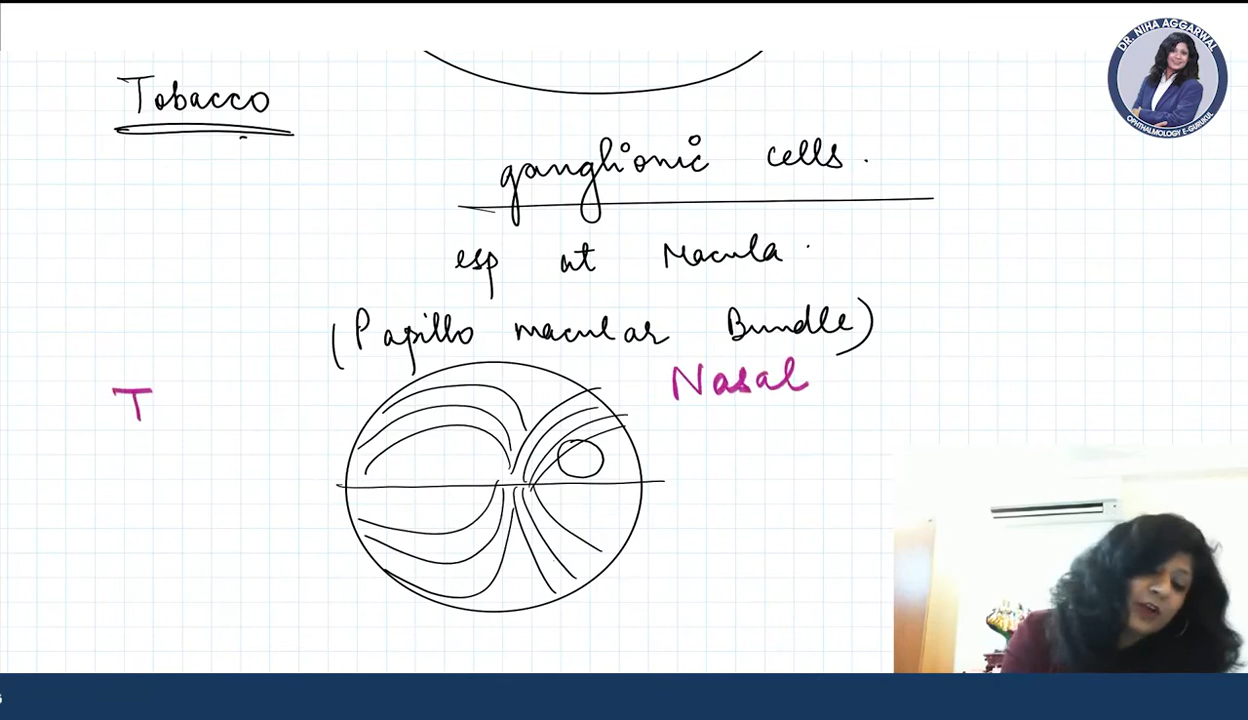 DR. NIHA AGGARWAL
OPHTHALMOLOGY E-GURUKUL
Tobacco
ganglionic cells.
esp at Macula.
(Papillo macular Bundle)
T Nasal